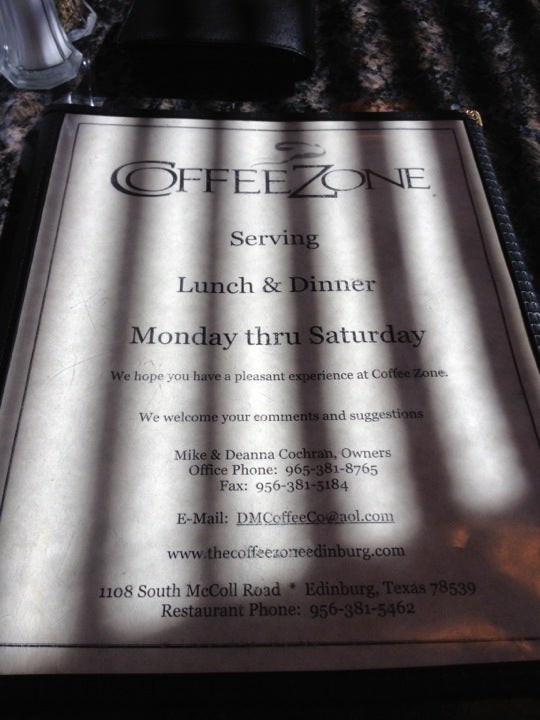 COFFEE ZONE
Serving
Lunch & Dinner
Monday thru Saturday
We hope you have a pleasant experience at Coffee Zone.
We welcome your comments and suggestions
Mike & Deanna Cochran, Owners
Office Phone: 965-381-8765
Fax: 956-381-5184
E-Mail: DMCoffeeCo@aol.com
www.thecoffeezoneedinburg.com
1108 South McColl Road * Edinburg, Texas 78539
Restaurant Phone: 956-381-5462